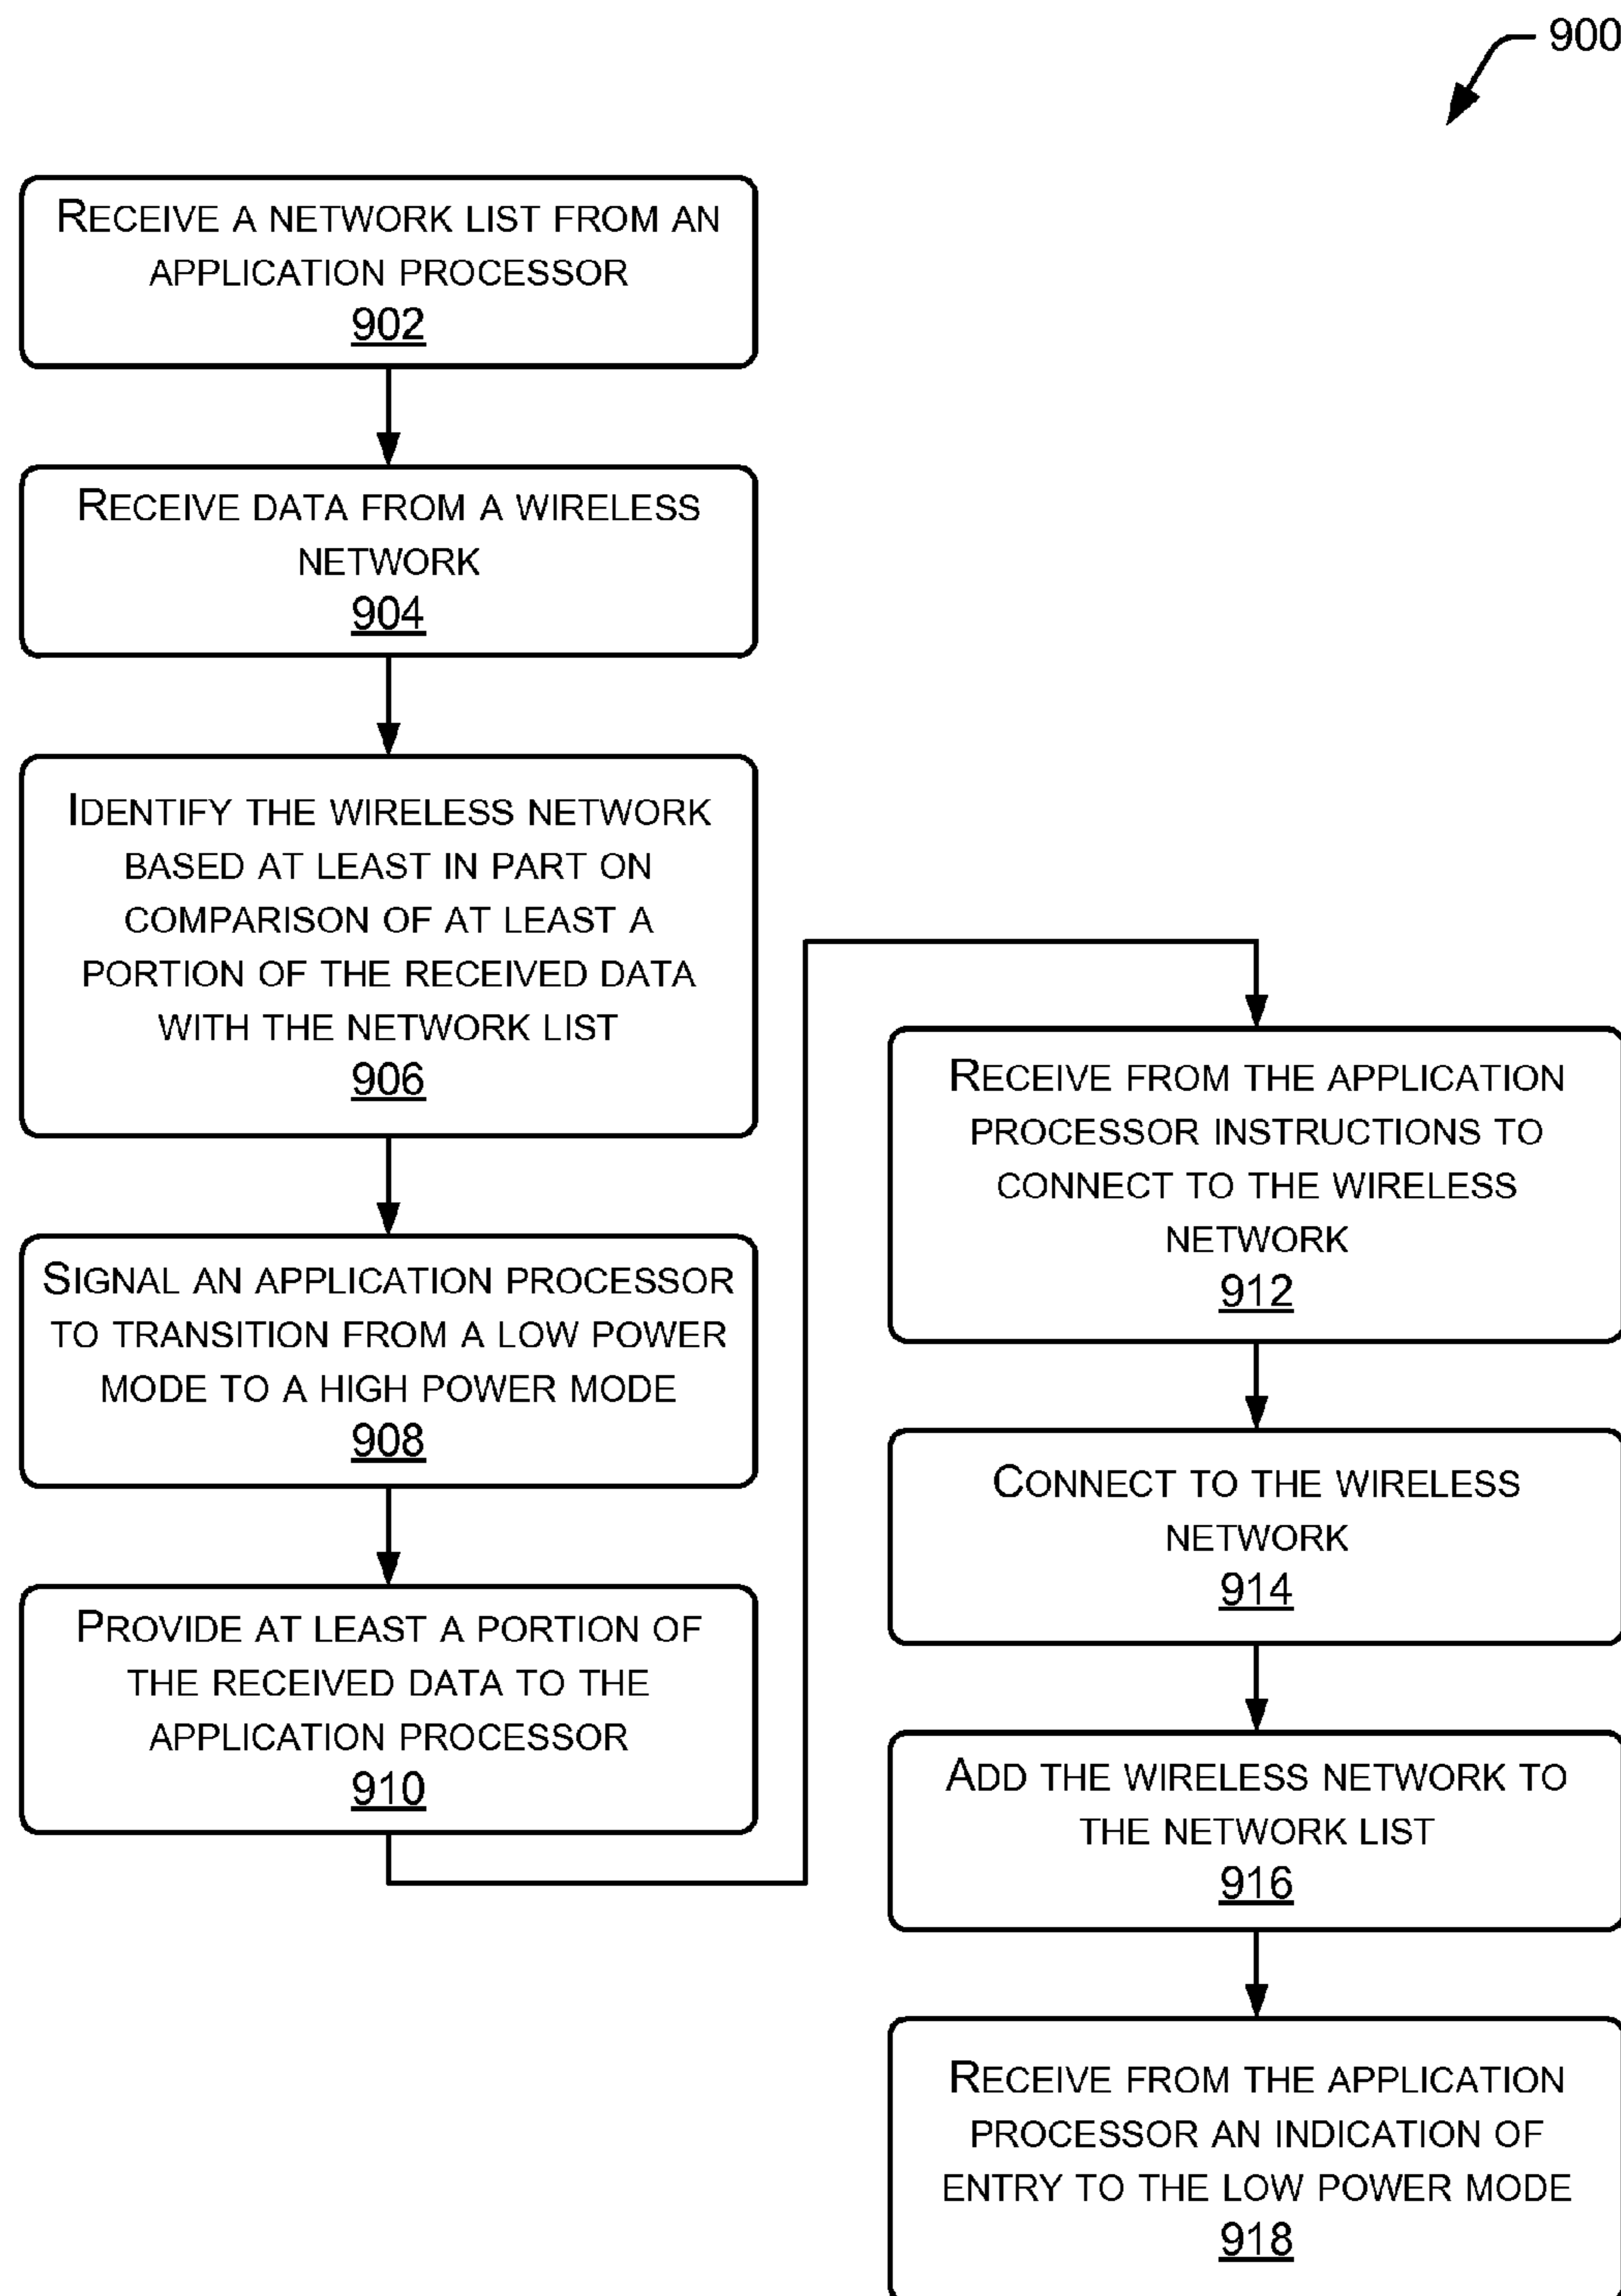 900
RECEIVE A NETWORK LIST FROM AN
APPLICATION PROCESSOR
902
RECEIVE DATA FROM A WIRELESS
NETWORK
904
IDENTIFY THE WIRELESS NETWORK
BASED AT LEAST IN PART ON
COMPARISON OF AT LEAST A
PORTION OF THE RECEIVED DATA
WITH THE NETWORK LIST
906
SIGNAL AN APPLICATION PROCESSOR
TO TRANSITION FROM A LOW POWER
MODE TO A HIGH POWER MODE
908
PROVIDE AT LEAST A PORTION OF
THE RECEIVED DATA TO THE
APPLICATION PROCESSOR
910
RECEIVE FROM THE APPLICATION
PROCESSOR INSTRUCTIONS TO
CONNECT TO THE WIRELESS
NETWORK
912
CONNECT TO THE WIRELESS
NETWORK
914
ADD THE WIRELESS NETWORK TO
THE NETWORK LIST
916
RECEIVE FROM THE APPLICATION
PROCESSOR AN INDICATION OF
ENTRY TO THE LOW POWER MODE
918